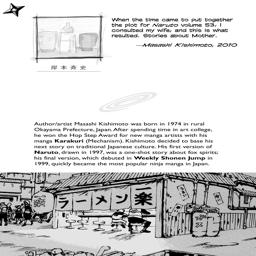 When the time came to put together
the plot for Naruto volume 53, I
consulted my wife, and this is what
resulted. Stories about Mother.
—Masashi Kishimoto, 2010
岸本斉史
Author/artist Masashi Kishimoto was born in 1974 in rural
Okayama Prefecture, Japan. After spending time in art college,
he won the Hop Step Award for new manga artists with his
manga Karakuri (Mechanism). Kishimoto decided to base his
next story on traditional Japanese culture. His first version of
Naruto, drawn in 1997, was a one-shot story about fox spirits;
his final version, which debuted in Weekly Shonen Jump in
1999, quickly became the most popular ninja manga in Japan.
ラーメン一楽